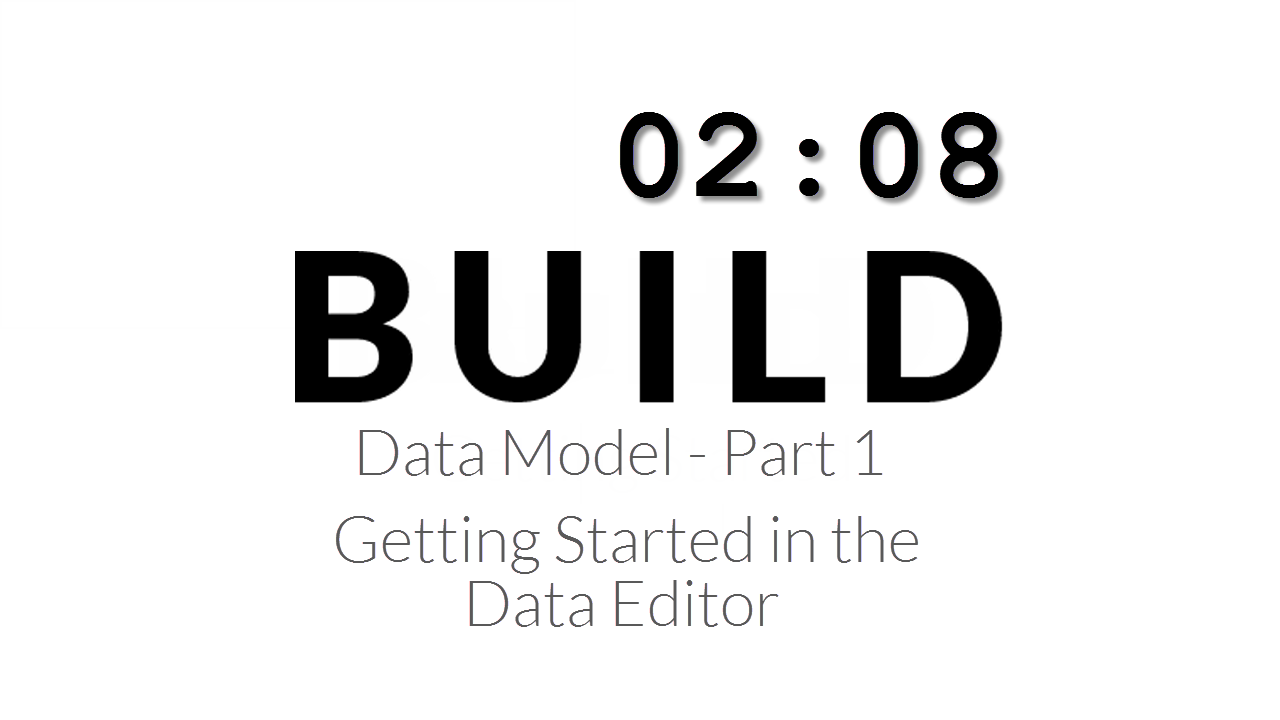 02:08
BUILD
Data Model - Part 1
Getting Started in the
Data Editor